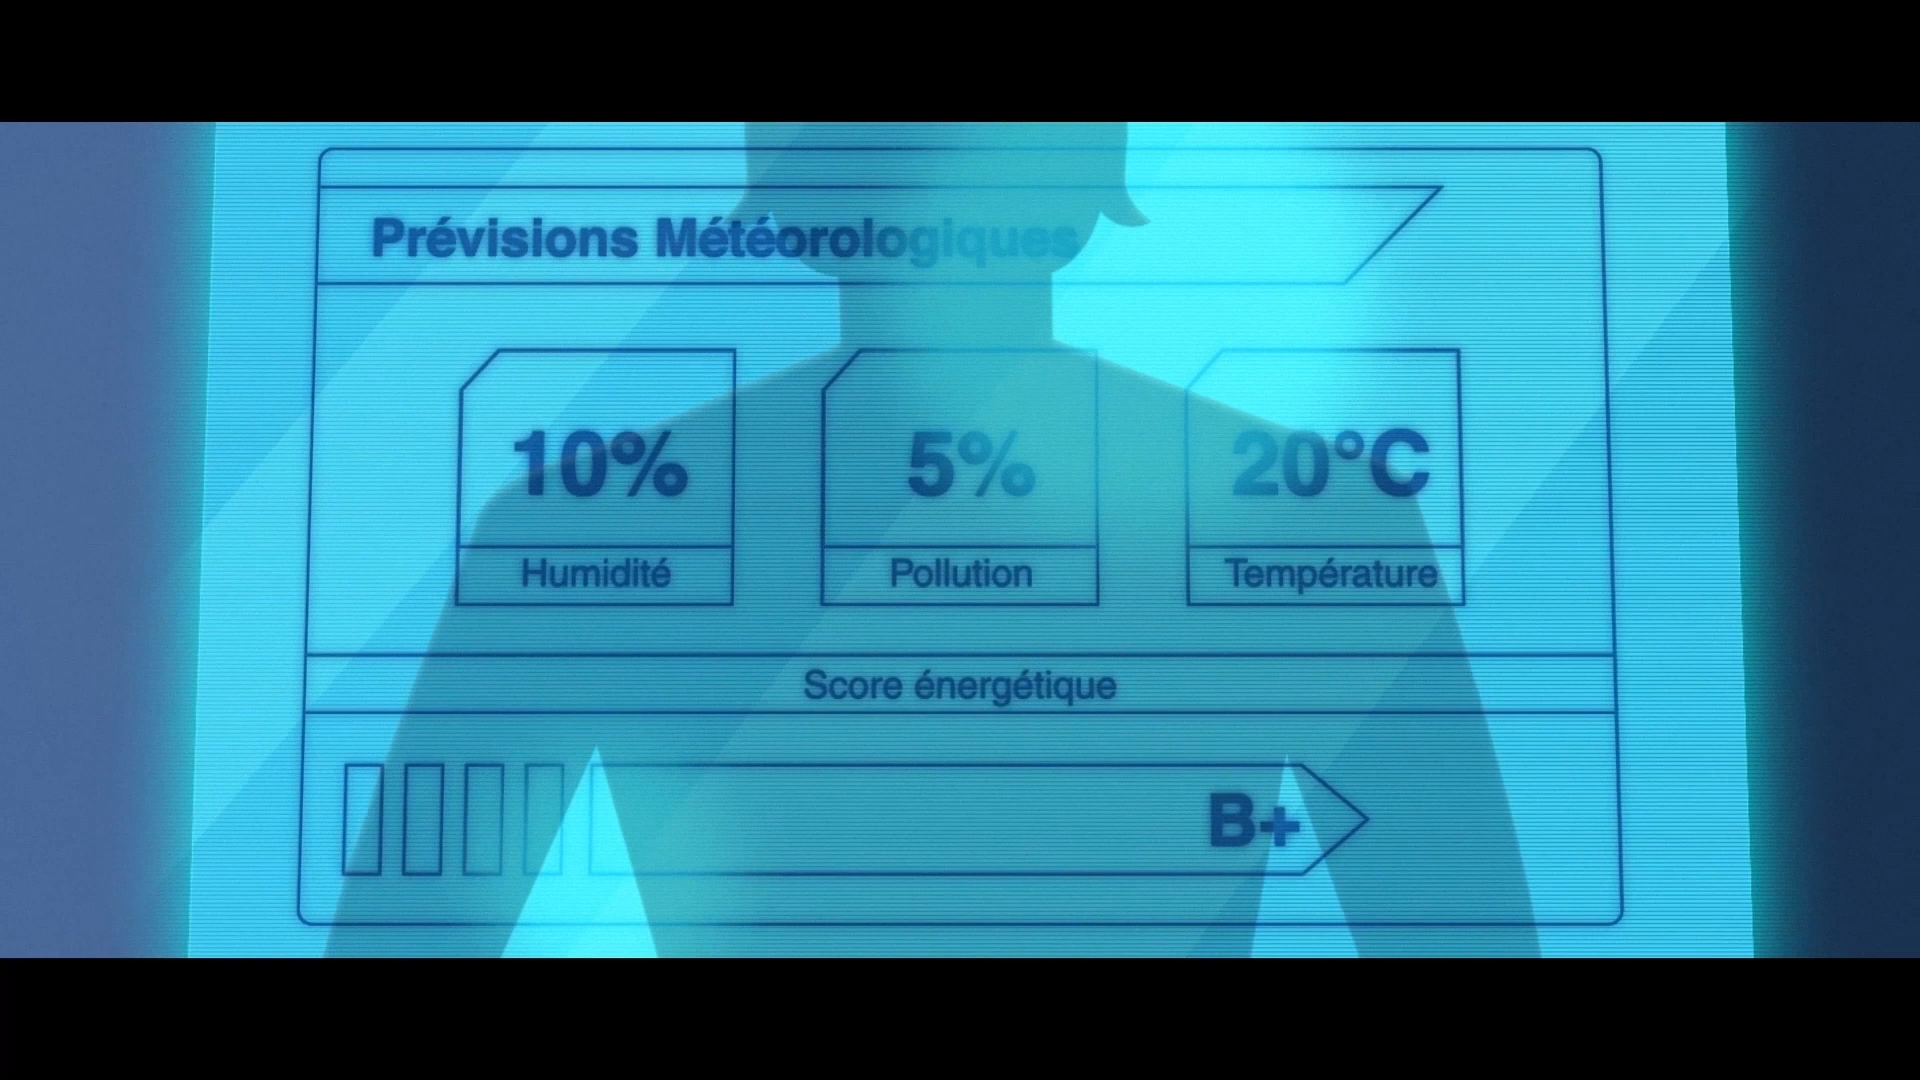 Prévisions Météorologiques
10% 5% 20°C
Humidité Pollution Température
Score énergétique
B+